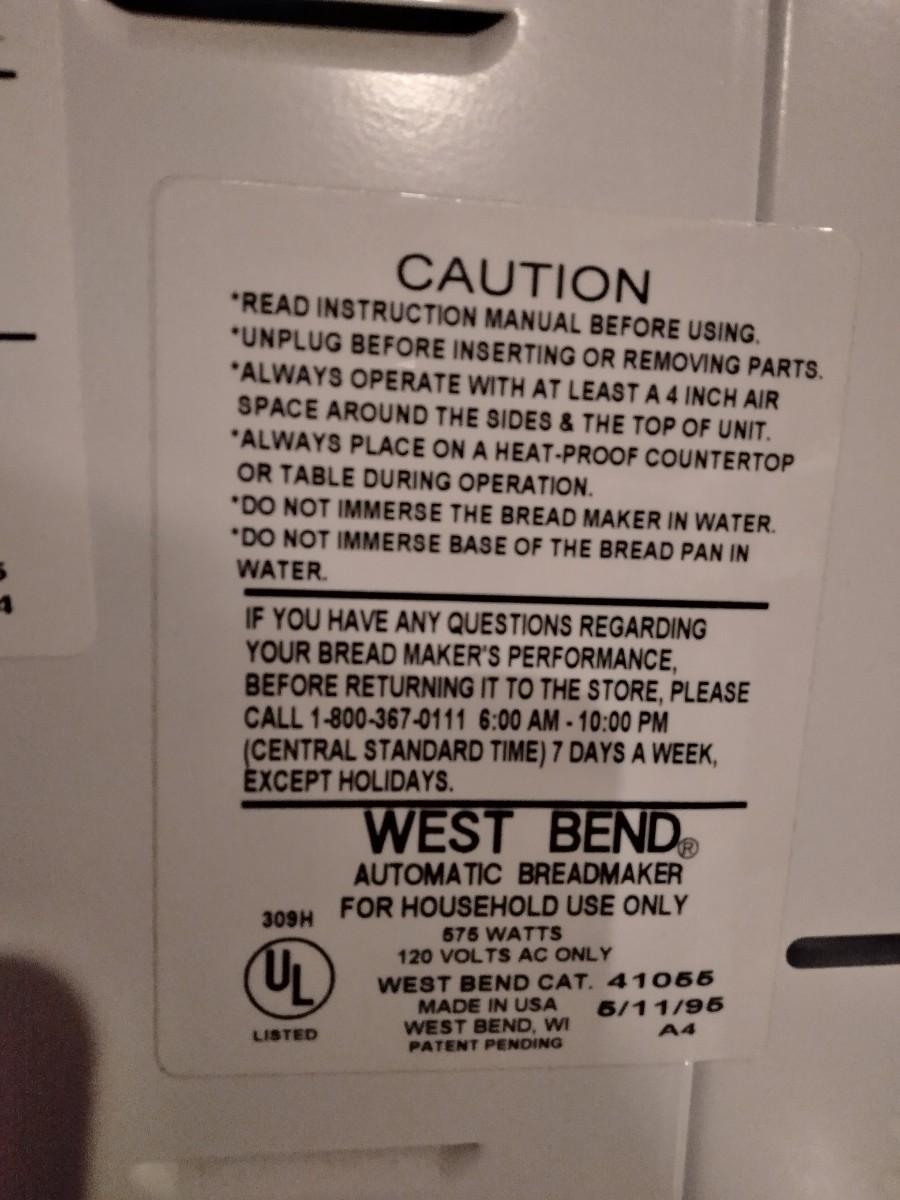 CAUTION
*READ INSTRUCTION MANUAL BEFORE USING.
*UNPLUG BEFORE INSERTING OR REMOVING PARTS.
*ALWAYS OPERATE WITH AT LEAST A 4 INCH AIR
SPACE AROUND THE SIDES & THE TOP OF UNIT.
*ALWAYS PLACE ON A HEAT-PROOF COUNTERTOP
OR TABLE DURING OPERATION.
*DO NOT IMMERSE THE BREAD MAKER IN WATER.
*DO NOT IMMERSE BASE OF THE BREAD PAN IN
WATER.
IF YOU HAVE ANY QUESTIONS REGARDING
YOUR BREAD MAKER'S PERFORMANCE,
BEFORE RETURNING IT TO THE STORE, PLEASE
CALL 1-800-367-0111 6:00 AM - 10:00 PM
(CENTRAL STANDARD TIME) 7 DAYS A WEEK,
EXCEPT HOLIDAYS.
WEST BEND®
AUTOMATIC BREADMAKER
FOR HOUSEHOLD USE ONLY
309H
575 WATTS
120 VOLTS AC ONLY
UL
LISTED
WEST BEND CAT. 41055
MADE IN USA 5/11/95
WEST BEND, WI A4
PATENT PENDING